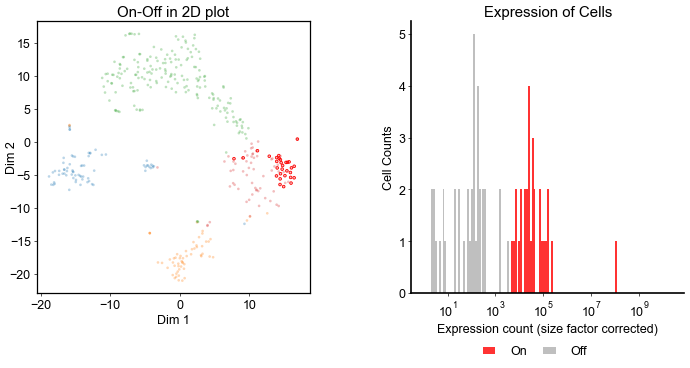 On-Off in 2D plot
15
10
5
0
−5
−10
−15
−20
Dim 2
−20 −10 0 10
Dim 1
Expression of Cells
5
4
3
2
1
0
Cell Counts
10^1 10^3 10^5 10^7 10^9
Expression count (size factor corrected)
On Off